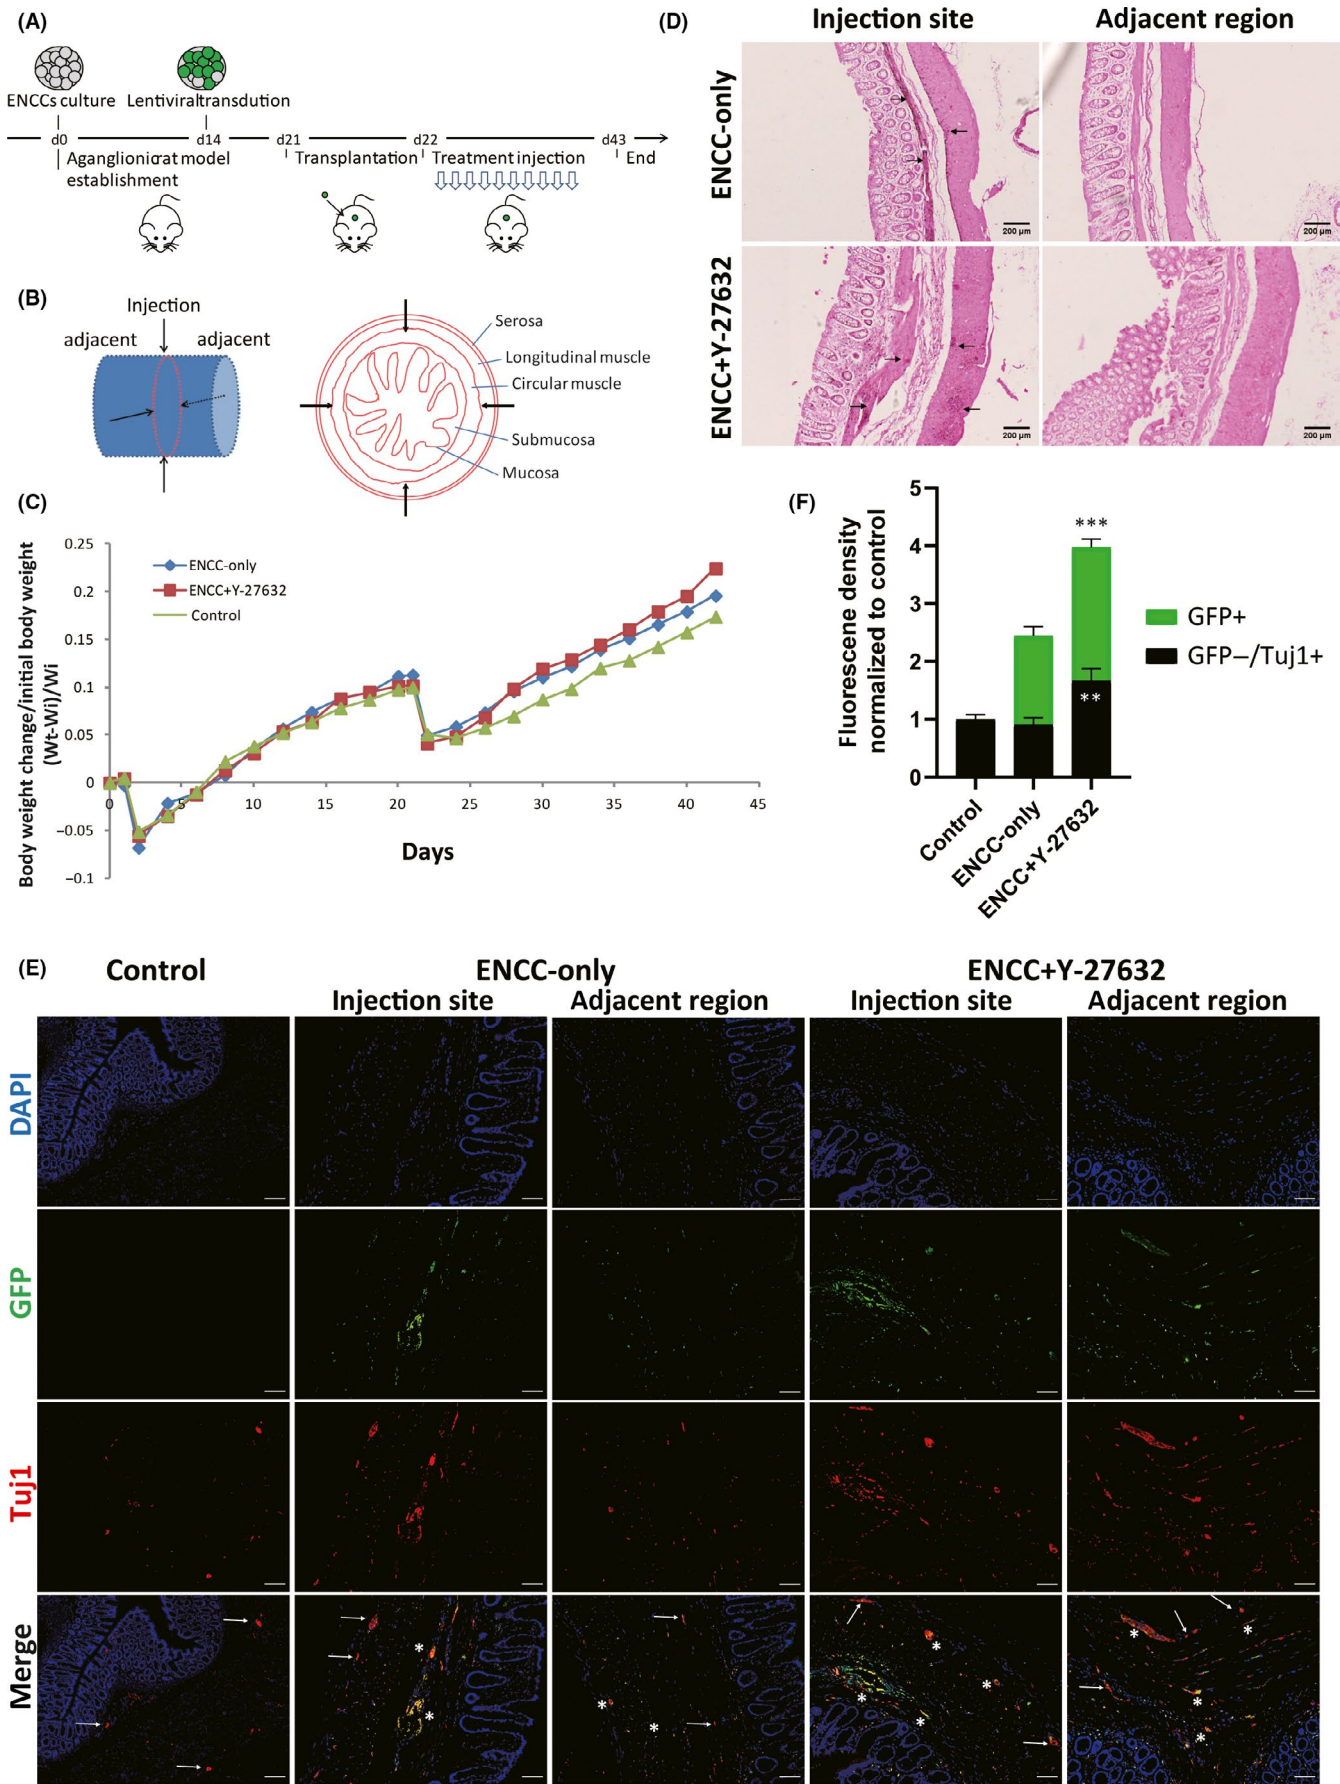 (A)
ENCCs culture
Lentiviraltransdution
d0
d14
d21
d22
d43
Aganglionicrat model
establishment
Transplantation
Treatment injection
End
(B)
Injection
adjacent
adjacent
Serosa
Longitudinal muscle
Circular muscle
Submucosa
Mucosa
(C)
Body weight change/initial body weight
(Wt-Wi)/Wi
0.25
0.2
0.15
0.1
0.05
0
−0.05
−0.1
0
5
10
15
20
25
30
35
40
45
Days
ENCC-only
ENCC+Y-27632
Control
(D)
Injection site
Adjacent region
ENCC-only
200 µm
200 µm
ENCC+Y-27632
200 µm
200 µm
(F)
Fluorescene density
normalized to control
5
4
3
2
1
0
***
**
Control
ENCC-only
ENCC+Y-27632
GFP+
GFP−/Tuj1+
(E)
Control
ENCC-only
ENCC+Y-27632
Injection site
Adjacent region
Injection site
Adjacent region
DAPI
GFP
Tuj1
Merge
*
*
*
*
*
*
*
*
*
*
*
*